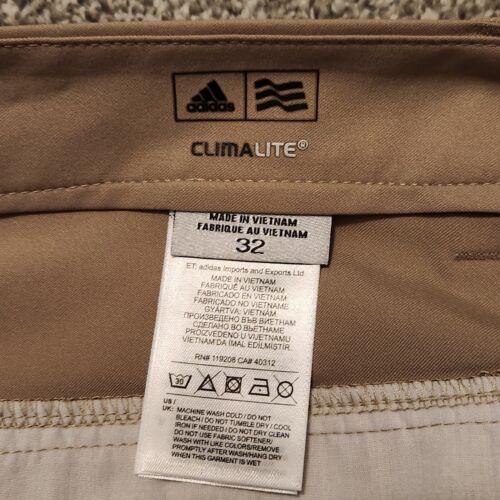 adidas
CLIMALITE®
MADE IN VIETNAM
FABRIQUE AU VIETNAM
32
ET: adidas Imports and Exports Ltd
MADE IN VIETNAM
FABRIQUÉ AU VIETNAM
FABRICADO EN VIETNAM
FABRICADO NO VIETNAME
GYÁRTVA: VIETNAM
ПРОИЗВЕДЕНО ВЪВ ВИЕТНАМ
СДЕЛАНО ВО ВЬЕТНАМЕ
PROIZVEDENO U VIJETNAMU
VIETNAM'DA İMAL EDİLMİŞTİR.
RN# 119208 CA# 40312
30
US /
UK: MACHINE WASH COLD / DO NOT
BLEACH / DO NOT TUMBLE DRY / COOL
IRON IF NEEDED / DO NOT DRY CLEAN
DO NOT USE FABRIC SOFTENER/
WASH WITH LIKE COLORS/REMOVE
PROMPTLY AFTER WASH/HANG DRY
WHEN THIS GARMENT IS WET